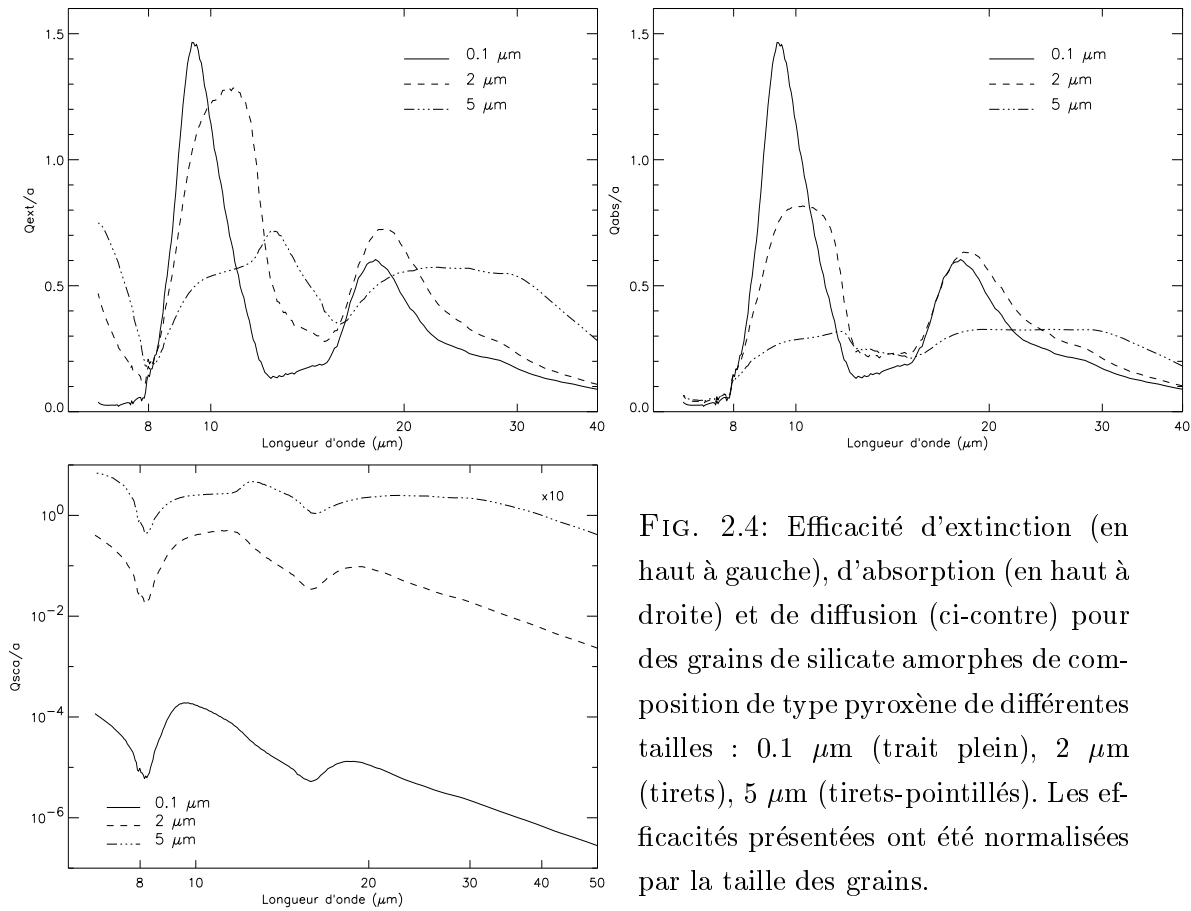 1.5
1.0
0.5
0.0
Qext/a
0.1 μm
2 μm
5 μm
8 10 20 30 40
Longueur d'onde (μm)
1.5
1.0
0.5
0.0
Qabs/a
0.1 μm
2 μm
5 μm
8 10 20 30 40
Longueur d'onde (μm)
x10
10^0
10^-2
10^-4
10^-6
Qsca/a
0.1 μm
2 μm
5 μm
8 10 20 30 40 50
Longueur d'onde (μm)
FIG. 2.4: Efficacité d'extinction (en
haut à gauche), d'absorption (en haut à
droite) et de diffusion (ci-contre) pour
des grains de silicate amorphes de com-
position de type pyroxène de différentes
tailles : 0.1 μm (trait plein), 2 μm
(tirets), 5 μm (tirets-pointillés). Les ef-
ficacités présentées ont été normalisées
par la taille des grains.